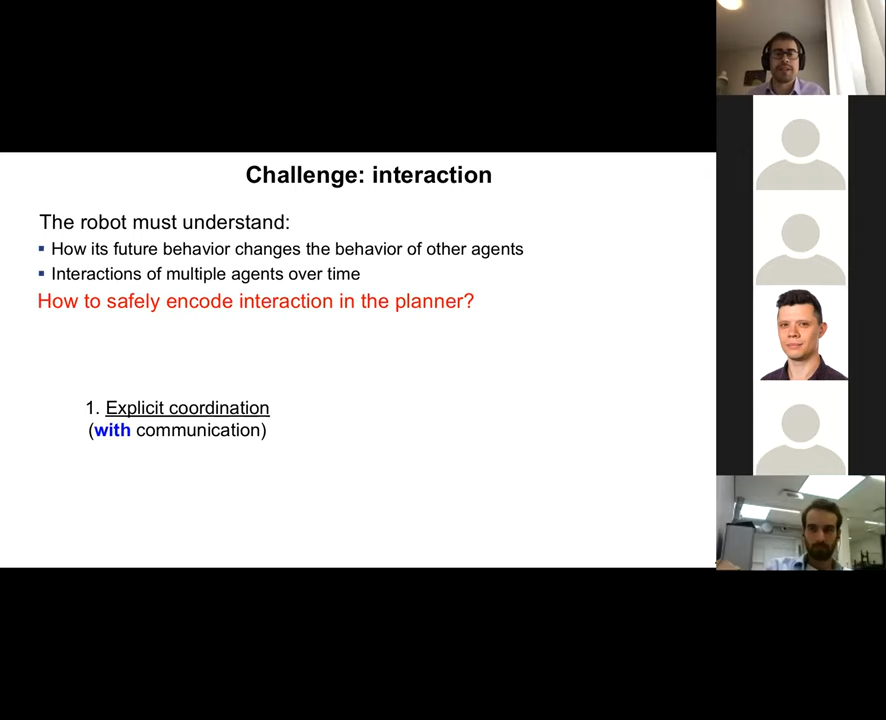 Challenge: interaction
The robot must understand:
▪ How its future behavior changes the behavior of other agents
▪ Interactions of multiple agents over time
How to safely encode interaction in the planner?
1. Explicit coordination
(with communication)